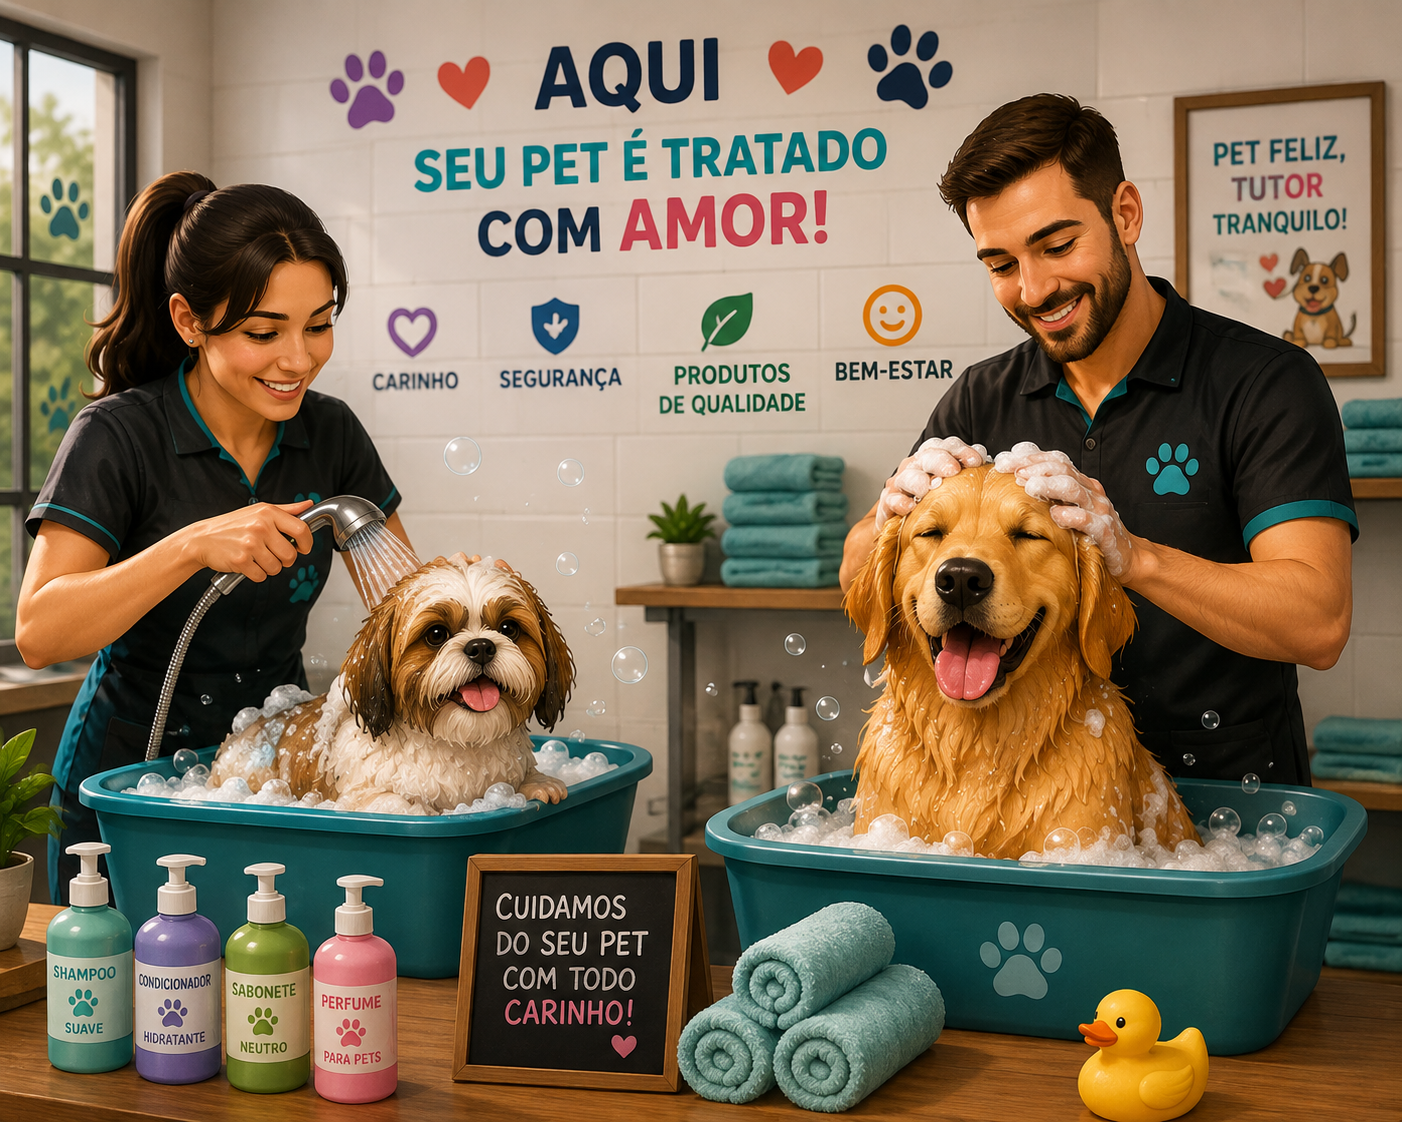 AQUI
SEU PET É TRATADO
COM AMOR!
CARINHO
SEGURANÇA
PRODUTOS
DE QUALIDADE
BEM-ESTAR
PET FELIZ,
TUTOR
TRANQUILO!
SHAMPOO
SUAVE
CONDICIONADOR
HIDRATANTE
SABONETE
NEUTRO
PERFUME
PARA PETS
CUIDAMOS
DO SEU PET
COM TODO
CARINHO!